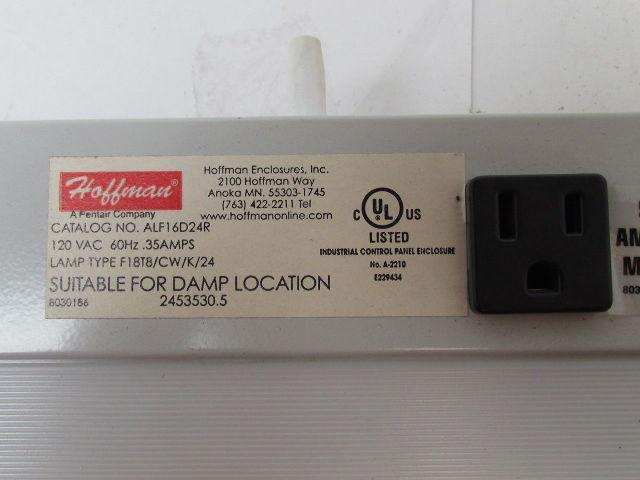 Hoffman®
A Pentair Company
Hoffman Enclosures, Inc.
2100 Hoffman Way
Anoka MN. 55303-1745
(763) 422-2211 Tel
www.hoffmanonline.com
CATALOG NO. ALF16D24R
120 VAC 60Hz .35AMPS
LAMP TYPE F18T8/CW/K/24
SUITABLE FOR DAMP LOCATION
8030186 2453530.5
C UL US
LISTED
INDUSTRIAL CONTROL PANEL ENCLOSURE
No. A-2210
E229434
AM
M
803